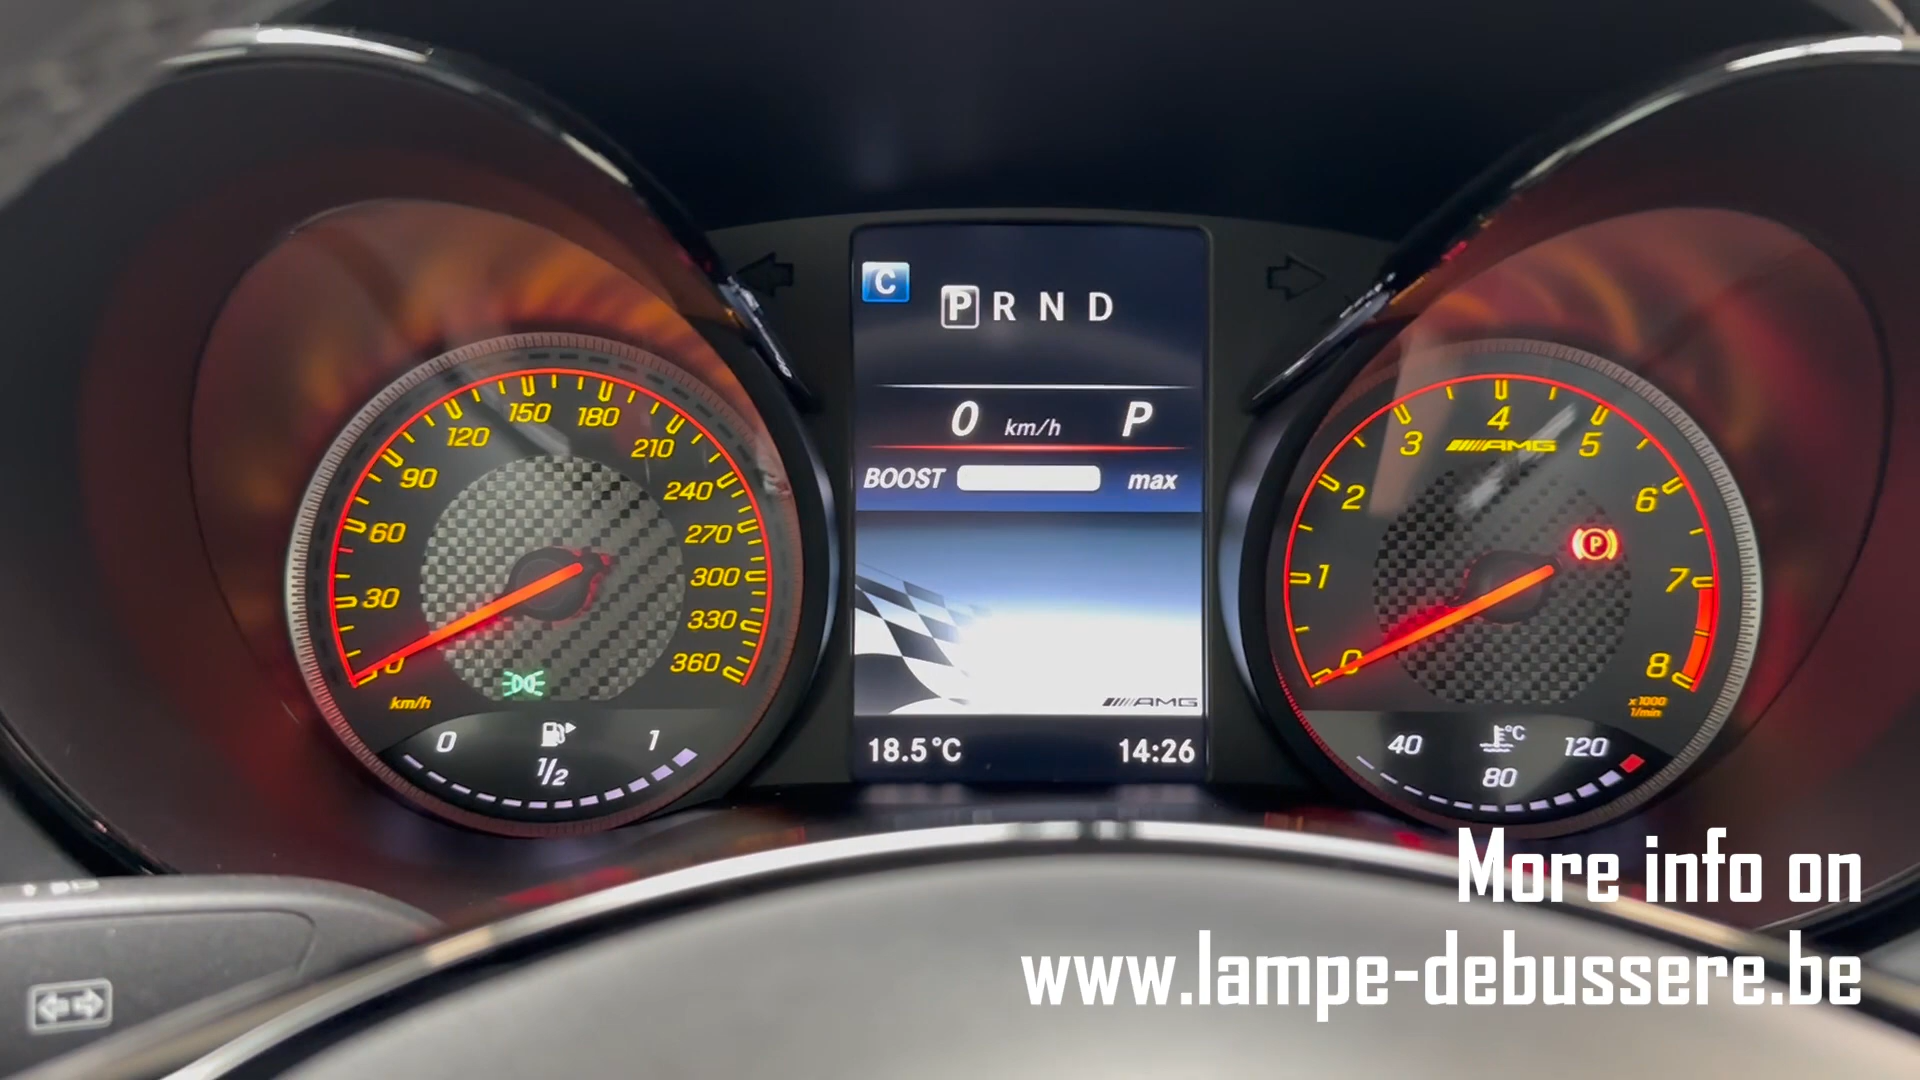 C
P R N D
0 km/h P
BOOST max
AMG
18.5°C 14:26
0 30 60 90 120 150 180 210 240 270 300 330 360
km/h
0 1/2 1
0 1 2 3 4 5 6 7 8
AMG
P
x1000
1/min
40 °C 120
80
More info on
www.lampe-debussere.be